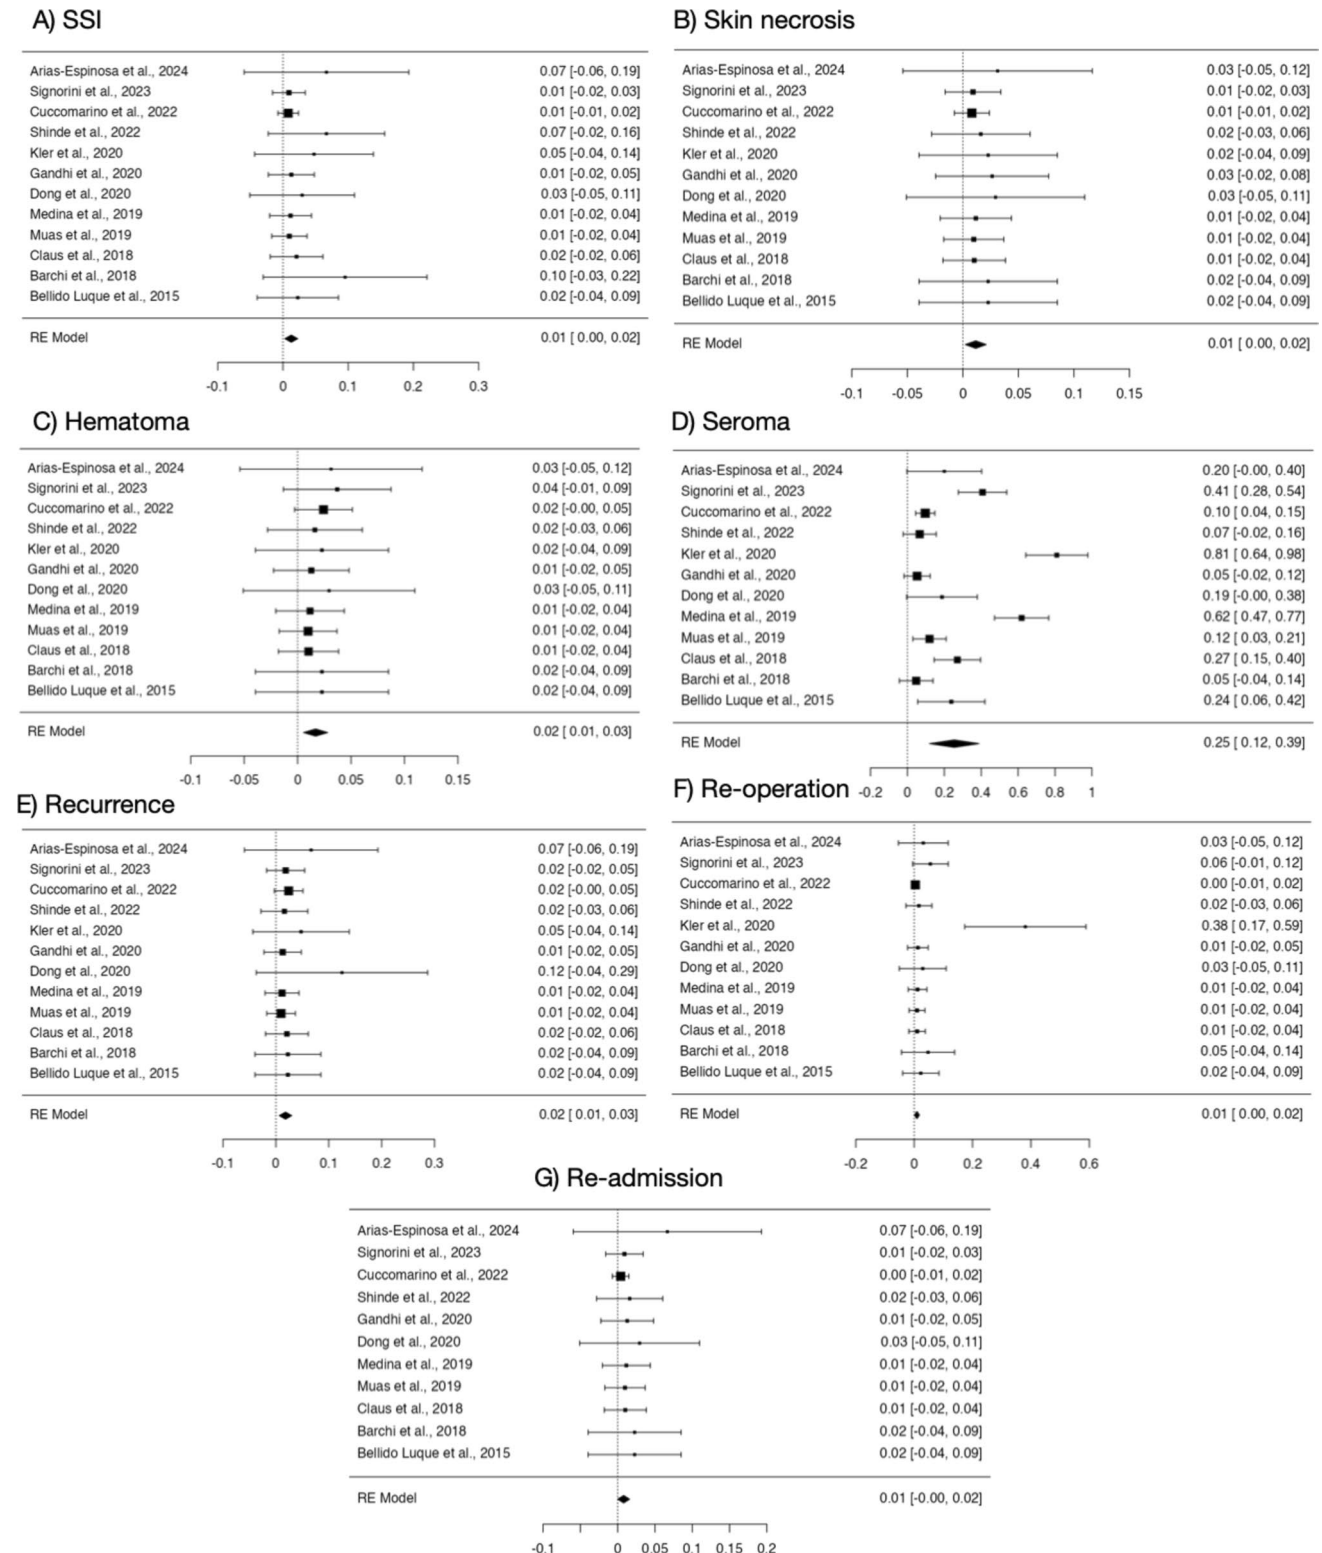 A) SSI
Arias-Espinosa et al., 2024 0.07 [-0.06, 0.19]
Signorini et al., 2023 0.01 [-0.02, 0.03]
Cuccomarino et al., 2022 0.01 [-0.01, 0.02]
Shinde et al., 2022 0.07 [-0.02, 0.16]
Kler et al., 2020 0.05 [-0.04, 0.14]
Gandhi et al., 2020 0.01 [-0.02, 0.05]
Dong et al., 2020 0.03 [-0.05, 0.11]
Medina et al., 2019 0.01 [-0.02, 0.04]
Muas et al., 2019 0.01 [-0.02, 0.04]
Claus et al., 2018 0.02 [-0.02, 0.06]
Barchi et al., 2018 0.10 [-0.03, 0.22]
Bellido Luque et al., 2015 0.02 [-0.04, 0.09]
RE Model 0.01 [ 0.00, 0.02]
-0.1 0 0.1 0.2 0.3
B) Skin necrosis
Arias-Espinosa et al., 2024 0.03 [-0.05, 0.12]
Signorini et al., 2023 0.01 [-0.02, 0.03]
Cuccomarino et al., 2022 0.01 [-0.01, 0.02]
Shinde et al., 2022 0.02 [-0.03, 0.06]
Kler et al., 2020 0.02 [-0.04, 0.09]
Gandhi et al., 2020 0.03 [-0.02, 0.08]
Dong et al., 2020 0.03 [-0.05, 0.11]
Medina et al., 2019 0.01 [-0.02, 0.04]
Muas et al., 2019 0.01 [-0.02, 0.04]
Claus et al., 2018 0.01 [-0.02, 0.04]
Barchi et al., 2018 0.02 [-0.04, 0.09]
Bellido Luque et al., 2015 0.02 [-0.04, 0.09]
RE Model 0.01 [ 0.00, 0.02]
-0.1 -0.05 0 0.05 0.1 0.15
C) Hematoma
Arias-Espinosa et al., 2024 0.03 [-0.05, 0.12]
Signorini et al., 2023 0.04 [-0.01, 0.09]
Cuccomarino et al., 2022 0.02 [-0.00, 0.05]
Shinde et al., 2022 0.02 [-0.03, 0.06]
Kler et al., 2020 0.02 [-0.04, 0.09]
Gandhi et al., 2020 0.01 [-0.02, 0.05]
Dong et al., 2020 0.03 [-0.05, 0.11]
Medina et al., 2019 0.01 [-0.02, 0.04]
Muas et al., 2019 0.01 [-0.02, 0.04]
Claus et al., 2018 0.01 [-0.02, 0.04]
Barchi et al., 2018 0.02 [-0.04, 0.09]
Bellido Luque et al., 2015 0.02 [-0.04, 0.09]
RE Model 0.02 [ 0.01, 0.03]
-0.1 -0.05 0 0.05 0.1 0.15
D) Seroma
Arias-Espinosa et al., 2024 0.20 [-0.00, 0.40]
Signorini et al., 2023 0.41 [ 0.28, 0.54]
Cuccomarino et al., 2022 0.10 [ 0.04, 0.15]
Shinde et al., 2022 0.07 [-0.02, 0.16]
Kler et al., 2020 0.81 [ 0.64, 0.98]
Gandhi et al., 2020 0.05 [-0.02, 0.12]
Dong et al., 2020 0.19 [-0.00, 0.38]
Medina et al., 2019 0.62 [ 0.47, 0.77]
Muas et al., 2019 0.12 [ 0.03, 0.21]
Claus et al., 2018 0.27 [ 0.15, 0.40]
Barchi et al., 2018 0.05 [-0.04, 0.14]
Bellido Luque et al., 2015 0.24 [ 0.06, 0.42]
RE Model 0.25 [ 0.12, 0.39]
-0.2 0 0.2 0.4 0.6 0.8 1
E) Recurrence
Arias-Espinosa et al., 2024 0.07 [-0.06, 0.19]
Signorini et al., 2023 0.02 [-0.02, 0.05]
Cuccomarino et al., 2022 0.02 [-0.00, 0.05]
Shinde et al., 2022 0.02 [-0.03, 0.06]
Kler et al., 2020 0.05 [-0.04, 0.14]
Gandhi et al., 2020 0.01 [-0.02, 0.05]
Dong et al., 2020 0.12 [-0.04, 0.29]
Medina et al., 2019 0.01 [-0.02, 0.04]
Muas et al., 2019 0.01 [-0.02, 0.04]
Claus et al., 2018 0.02 [-0.02, 0.06]
Barchi et al., 2018 0.02 [-0.04, 0.09]
Bellido Luque et al., 2015 0.02 [-0.04, 0.09]
RE Model 0.02 [ 0.01, 0.03]
-0.1 0 0.1 0.2 0.3
F) Re-operation
Arias-Espinosa et al., 2024 0.03 [-0.05, 0.12]
Signorini et al., 2023 0.06 [-0.01, 0.12]
Cuccomarino et al., 2022 0.00 [-0.01, 0.02]
Shinde et al., 2022 0.02 [-0.03, 0.06]
Kler et al., 2020 0.38 [ 0.17, 0.59]
Gandhi et al., 2020 0.01 [-0.02, 0.05]
Dong et al., 2020 0.03 [-0.05, 0.11]
Medina et al., 2019 0.01 [-0.02, 0.04]
Muas et al., 2019 0.01 [-0.02, 0.04]
Claus et al., 2018 0.01 [-0.02, 0.04]
Barchi et al., 2018 0.05 [-0.04, 0.14]
Bellido Luque et al., 2015 0.02 [-0.04, 0.09]
RE Model 0.01 [ 0.00, 0.02]
-0.2 0 0.2 0.4 0.6
G) Re-admission
Arias-Espinosa et al., 2024 0.07 [-0.06, 0.19]
Signorini et al., 2023 0.01 [-0.02, 0.03]
Cuccomarino et al., 2022 0.00 [-0.01, 0.02]
Shinde et al., 2022 0.02 [-0.03, 0.06]
Gandhi et al., 2020 0.01 [-0.02, 0.05]
Dong et al., 2020 0.03 [-0.05, 0.11]
Medina et al., 2019 0.01 [-0.02, 0.04]
Muas et al., 2019 0.01 [-0.02, 0.04]
Claus et al., 2018 0.01 [-0.02, 0.04]
Barchi et al., 2018 0.02 [-0.04, 0.09]
Bellido Luque et al., 2015 0.02 [-0.04, 0.09]
RE Model 0.01 [-0.00, 0.02]
-0.1 0 0.05 0.1 0.15 0.2